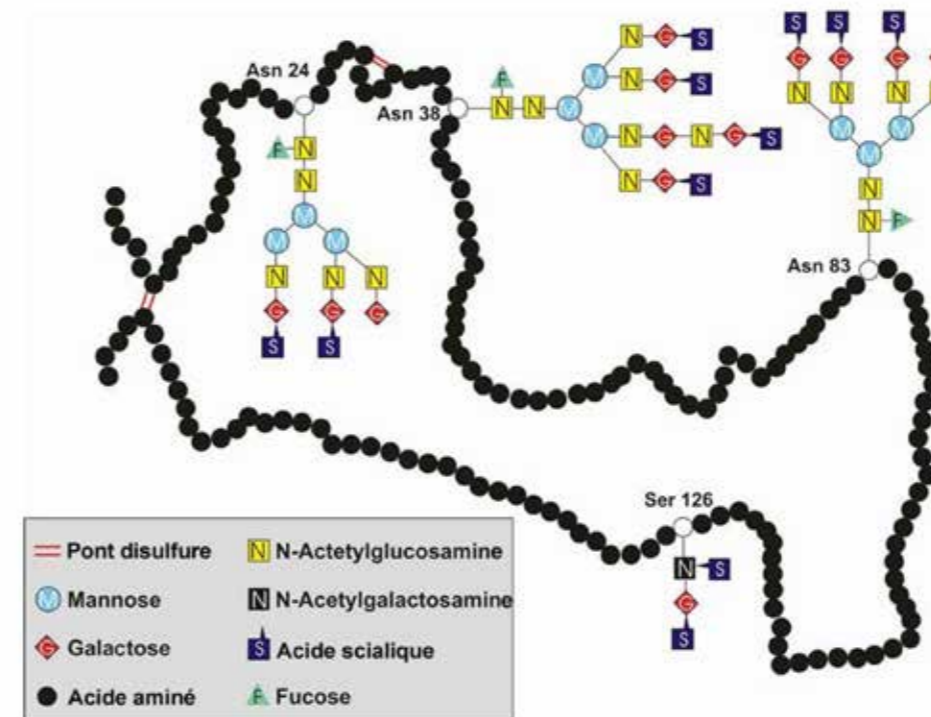 S S S
G G G
N N N N
M M
M
N
N F
Asn 83
N G S
N G S
M
M
N G N G S
N G S
F
N N
Asn 38
Asn 24
F N
N
M
M M
N N N
G G G
S S
Ser 126
N S
G
S
Pont disulfure
N N-Actetylglucosamine
M Mannose
N N-Acetylgalactosamine
G Galactose
S Acide scialique
Acide aminé
F Fucose